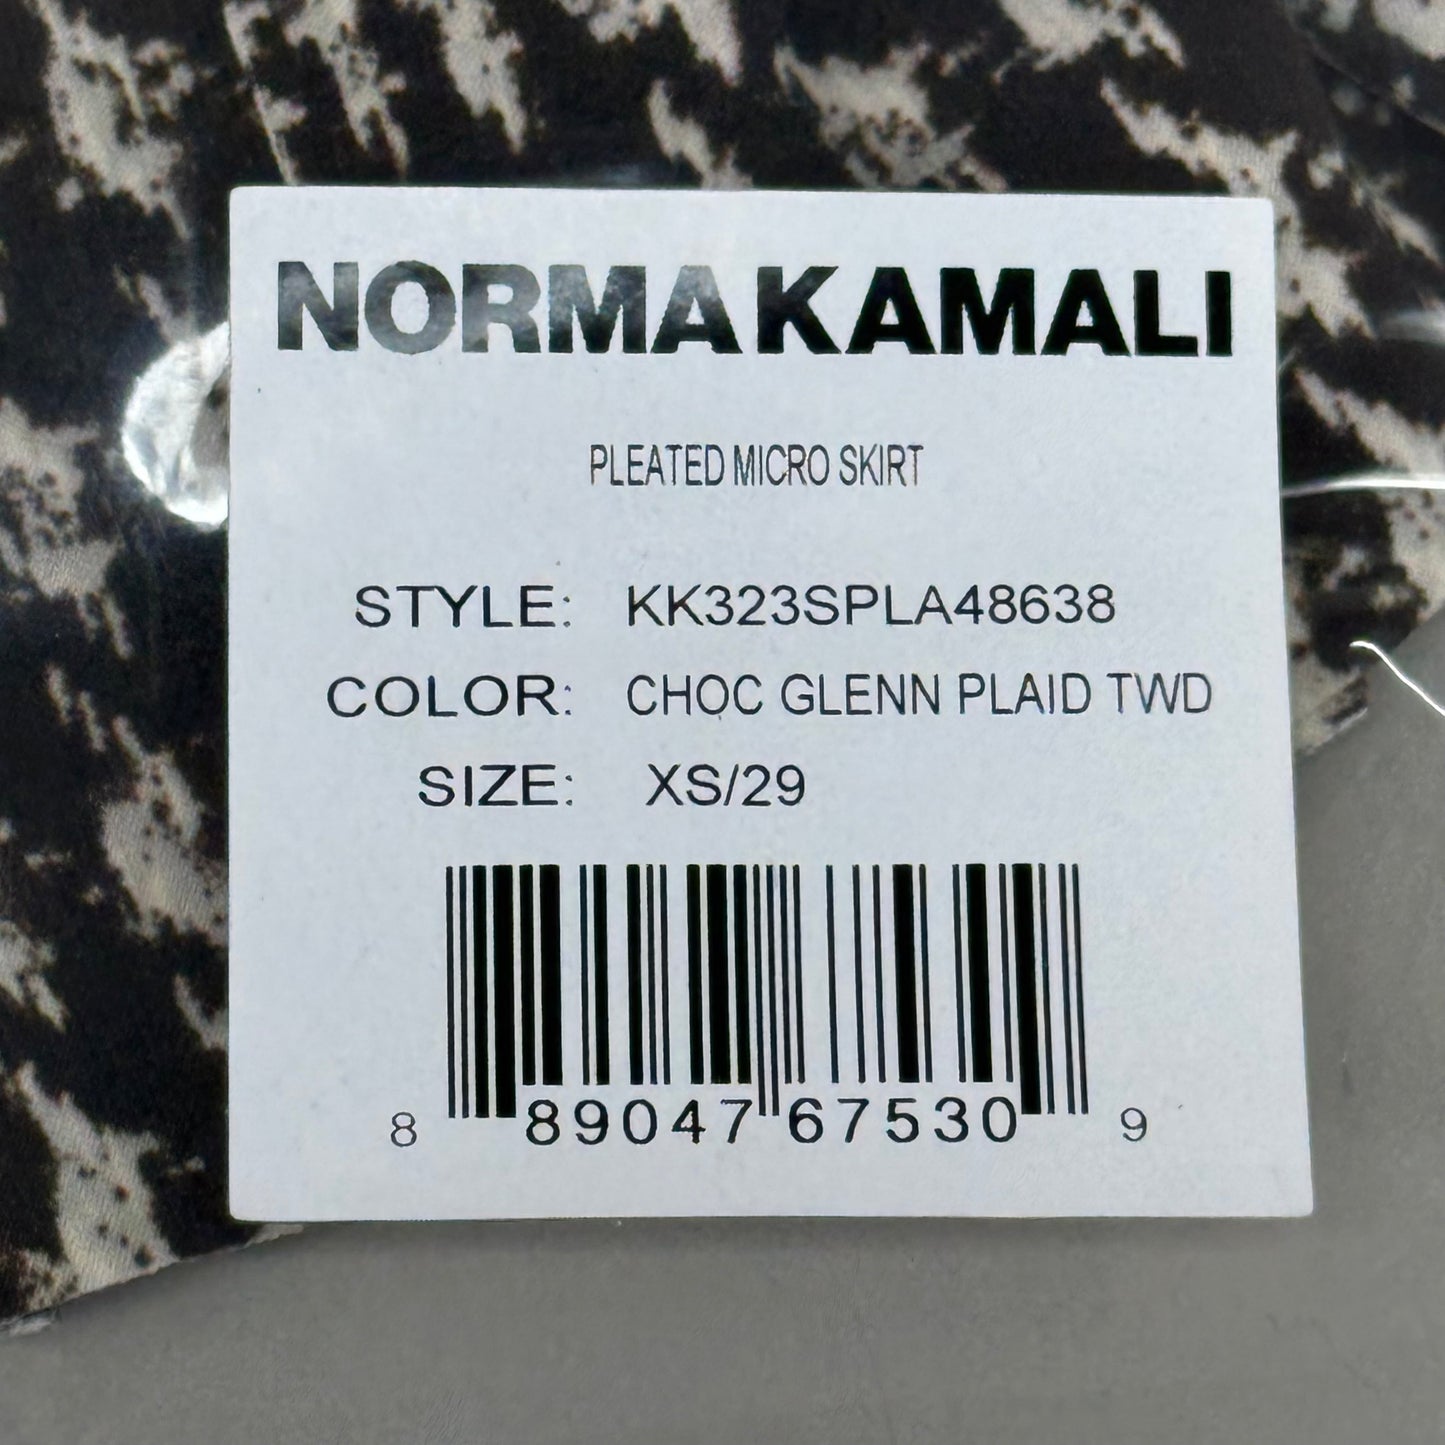 NORMA KAMALI
PLEATED MICRO SKIRT
STYLE: KK323SPLA48638
COLOR: CHOC GLENN PLAID TWD
SIZE: XS/29
8 89047 67530 9